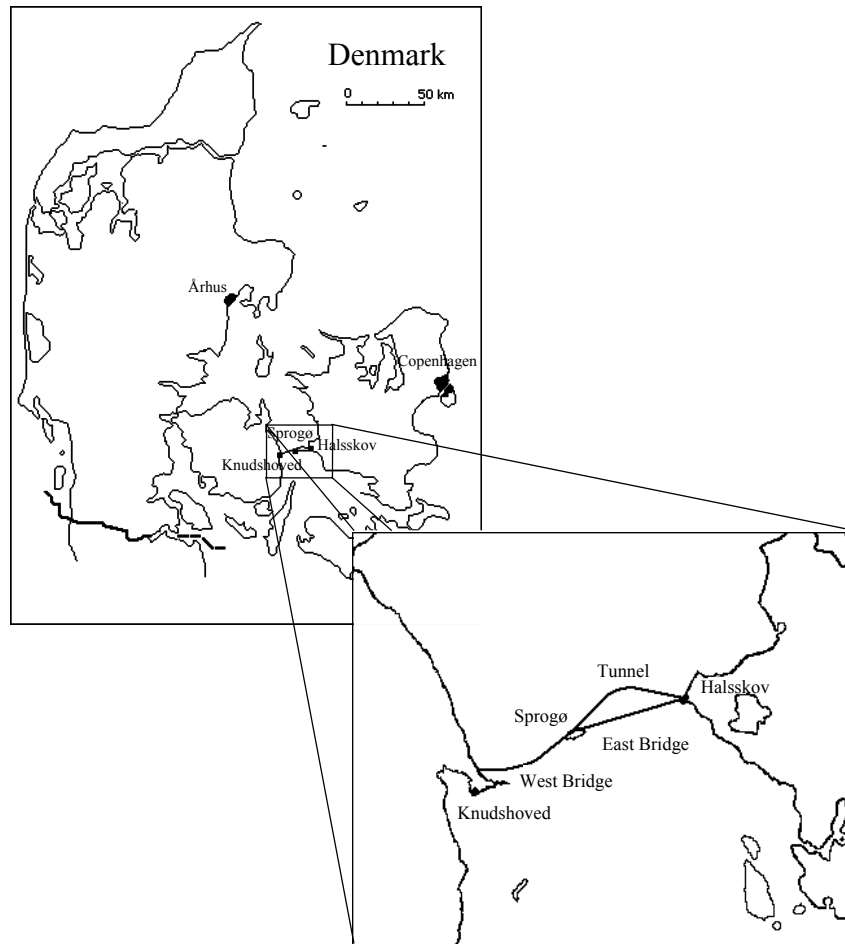 Denmark
0 50 km
Århus
Copenhagen
Sprogø
Halsskov
Knudshoved
Tunnel
Halsskov
Sprogø
East Bridge
West Bridge
Knudshoved